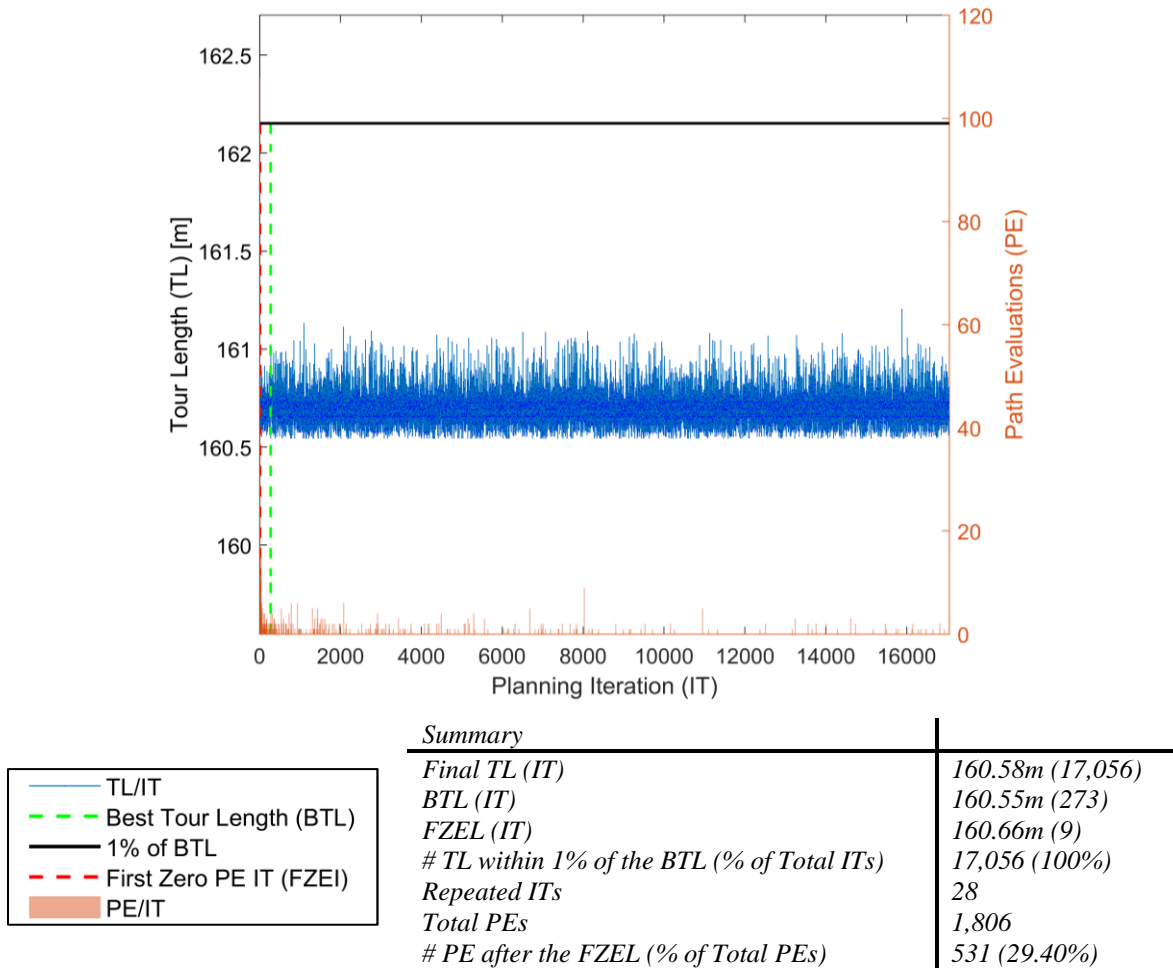 120
162.5
100
162
80
Tour Length (TL) [m]
161.5
Path Evaluations (PE)
60
161
40
160.5
20
160
0
0 2000 4000 6000 8000 10000 12000 14000 16000
Planning Iteration (IT)
TL/IT
Best Tour Length (BTL)
1% of BTL
First Zero PE IT (FZEI)
PE/IT
Summary
Final TL (IT) 160.58m (17,056)
BTL (IT) 160.55m (273)
FZEL (IT) 160.66m (9)
# TL within 1% of the BTL (% of Total ITs) 17,056 (100%)
Repeated ITs 28
Total PEs 1,806
# PE after the FZEL (% of Total PEs) 531 (29.40%)